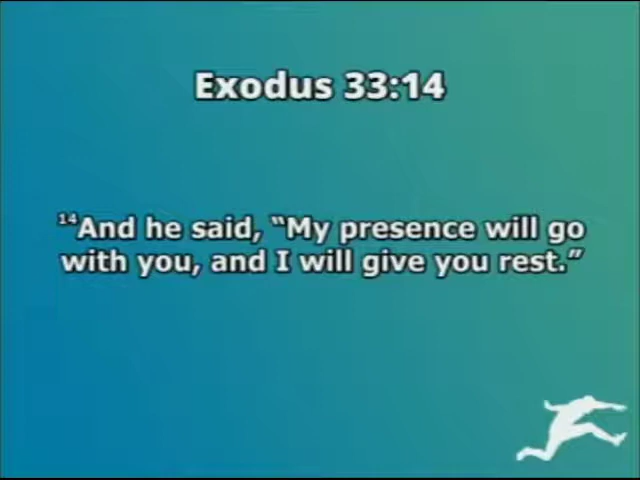 Exodus 33:14
¹⁴And he said, “My presence will go
with you, and I will give you rest.”